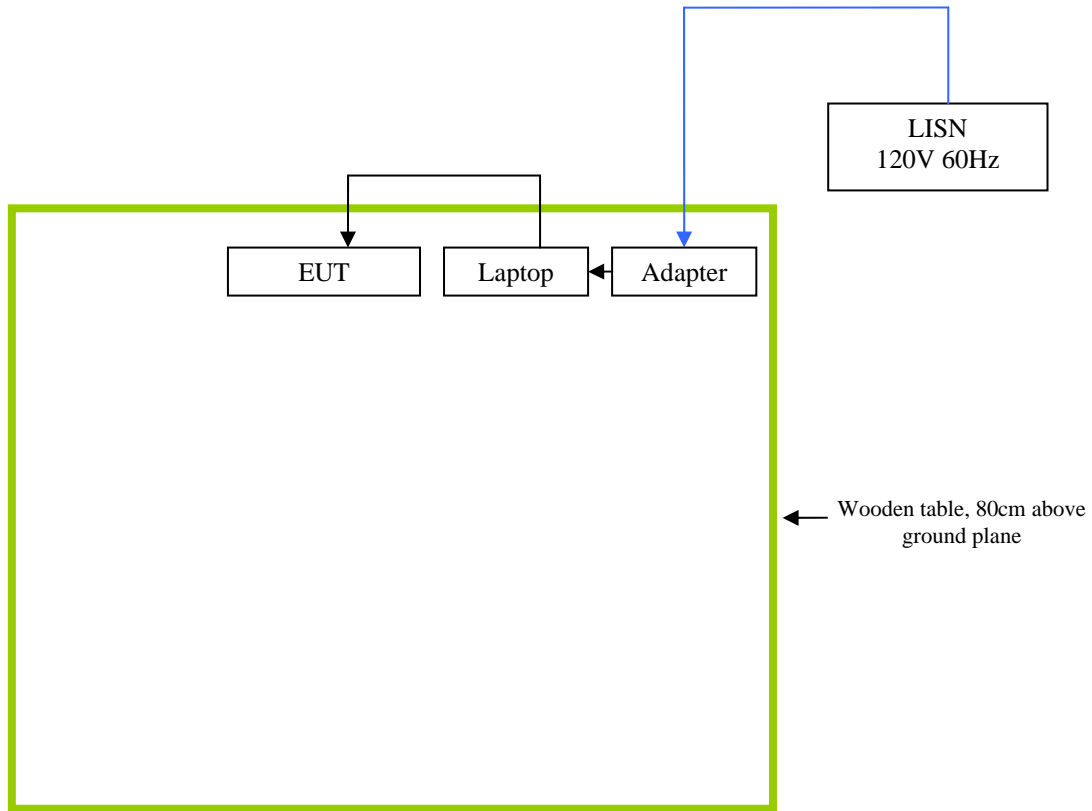 LISN
120V 60Hz
EUT
Laptop
Adapter
Wooden table, 80cm above
ground plane